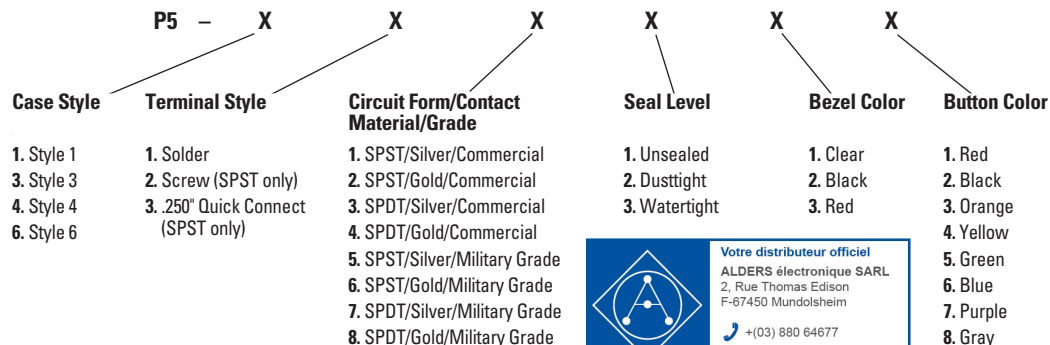 P5 – X X X X X X
Case Style
1. Style 1
3. Style 3
4. Style 4
6. Style 6
Terminal Style
1. Solder
2. Screw (SPST only)
3. .250" Quick Connect
(SPST only)
Circuit Form/Contact
Material/Grade
1. SPST/Silver/Commercial
2. SPST/Gold/Commercial
3. SPDT/Silver/Commercial
4. SPDT/Gold/Commercial
5. SPST/Silver/Military Grade
6. SPST/Gold/Military Grade
7. SPDT/Silver/Military Grade
8. SPDT/Gold/Military Grade
Seal Level
1. Unsealed
2. Dusttight
3. Watertight
Bezel Color
1. Clear
2. Black
3. Red
Button Color
1. Red
2. Black
3. Orange
4. Yellow
5. Green
6. Blue
7. Purple
8. Gray
Votre distributeur officiel
ALDERS électronique SARL
2, Rue Thomas Edison
F-67450 Mundolsheim
+(03) 880 64677
A